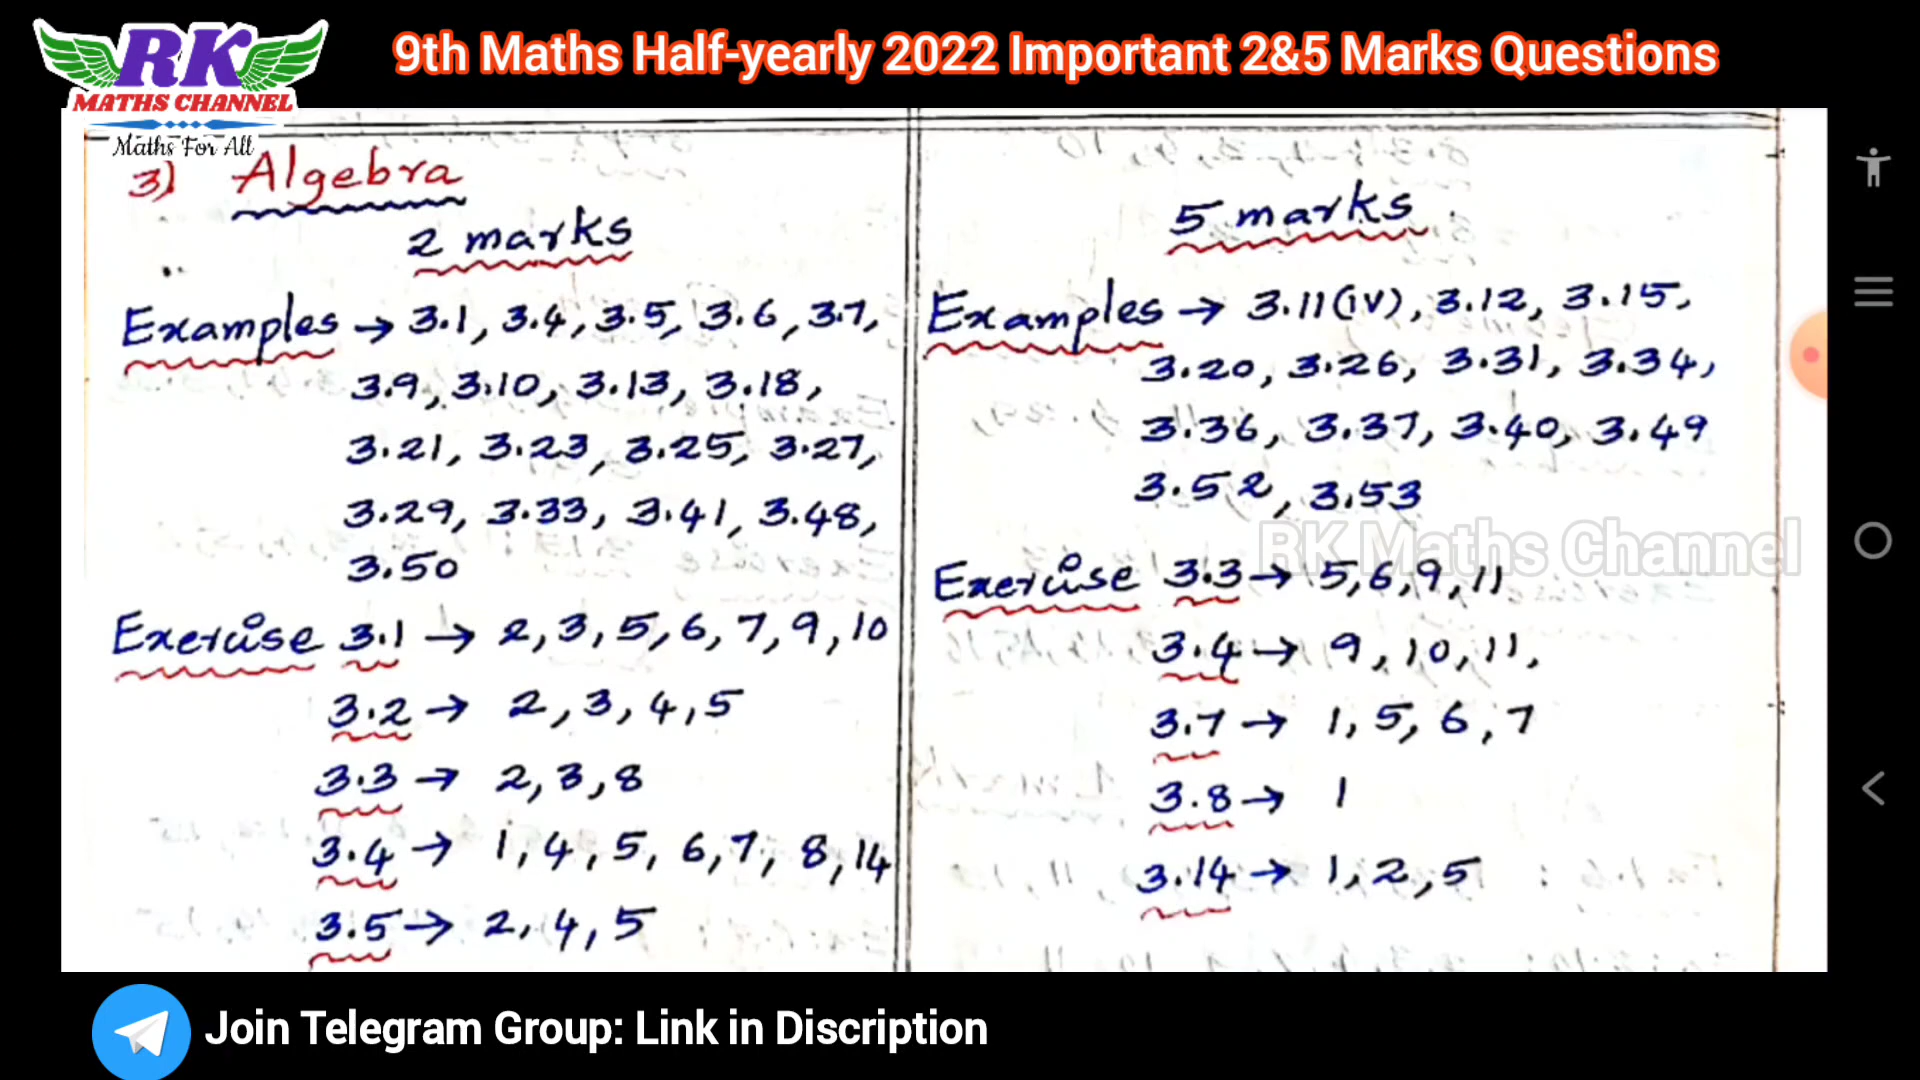 RK
MATHS CHANNEL
Maths For All
9th Maths Half-yearly 2022 Important 2&5 Marks Questions
3) Algebra
2 marks
Examples → 3.1, 3.4, 3.5, 3.6, 3.7,
3.9, 3.10, 3.13, 3.18,
3.21, 3.23, 3.25, 3.27,
3.29, 3.33, 3.41, 3.48,
3.50
Exercise 3.1 → 2, 3, 5, 6, 7, 9, 10
3.2 → 2, 3, 4, 5
3.3 → 2, 3, 8
3.4 → 1, 4, 5, 6, 7, 8, 14
3.5 → 2, 4, 5
5 marks
Examples → 3.11(iv), 3.12, 3.15,
3.20, 3.26, 3.31, 3.34,
3.36, 3.37, 3.40, 3.49
3.52, 3.53
RK Maths Channel
Exercise 3.3 → 5, 6, 9, 11
3.4 → 9, 10, 11,
3.7 → 1, 5, 6, 7
3.8 → 1
3.14 → 1, 2, 5
Join Telegram Group: Link in Discription